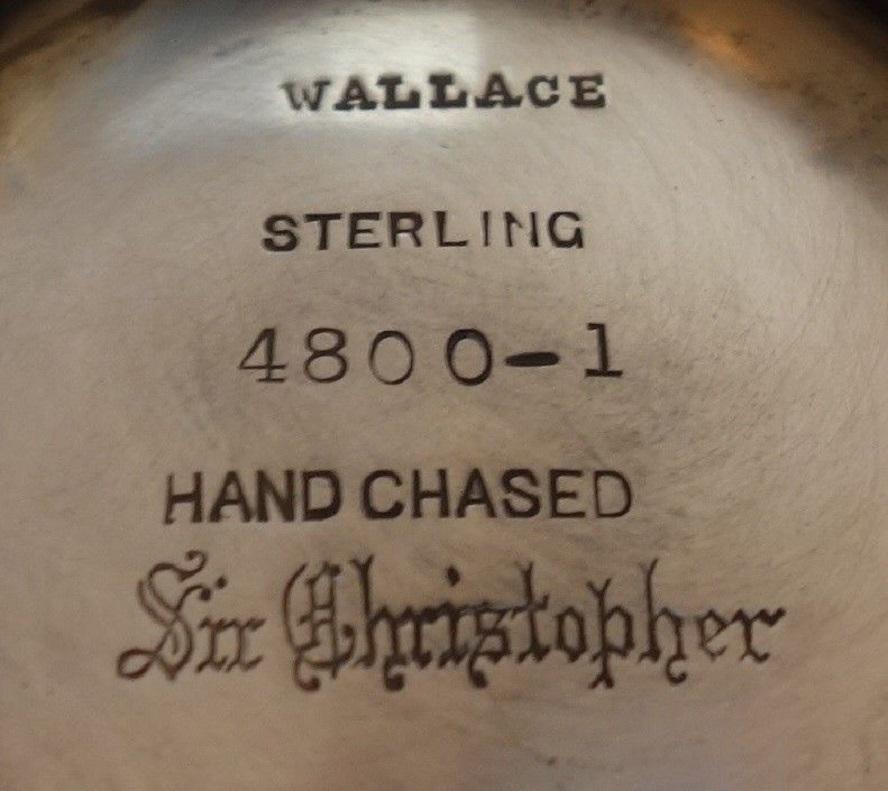 WALLACE
STERLING
4800-1
HAND CHASED
Sir Christopher